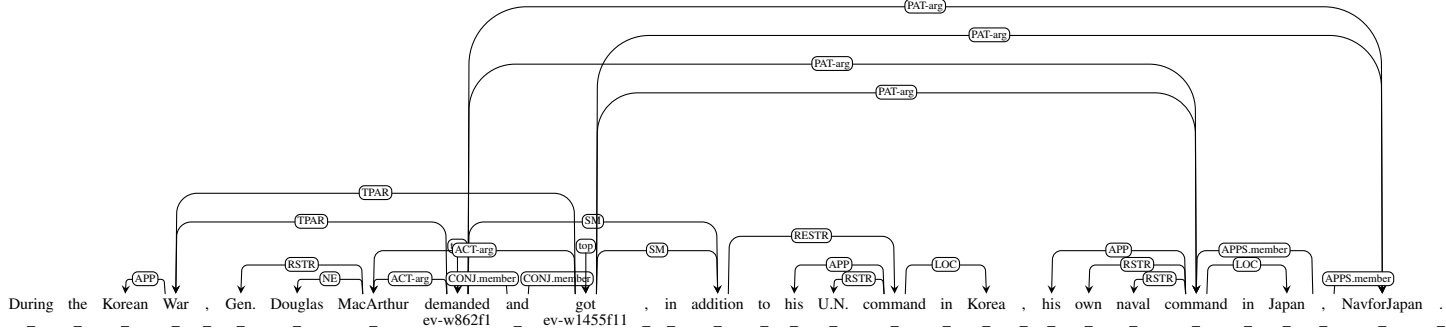 PAT-arg
PAT-arg
PAT-arg
PAT-arg
TPAR
TPAR SM
RESTR
ACT-arg top SM APP APPS.member
RSTR APP RSTR LOC
APP NE ACT-arg CONJ.member CONJ.member RSTR LOC RSTR APPS.member
During the Korean War , Gen. Douglas MacArthur demanded and got , in addition to his U.N. command in Korea , his own naval command in Japan , NavforJapan .
_ _ _ _ _ _ _ _ ev-w862f1 _ ev-w1455f11 _ _ _ _ _ _ _ _ _ _ _ _ _ _ _ _ _ _ _